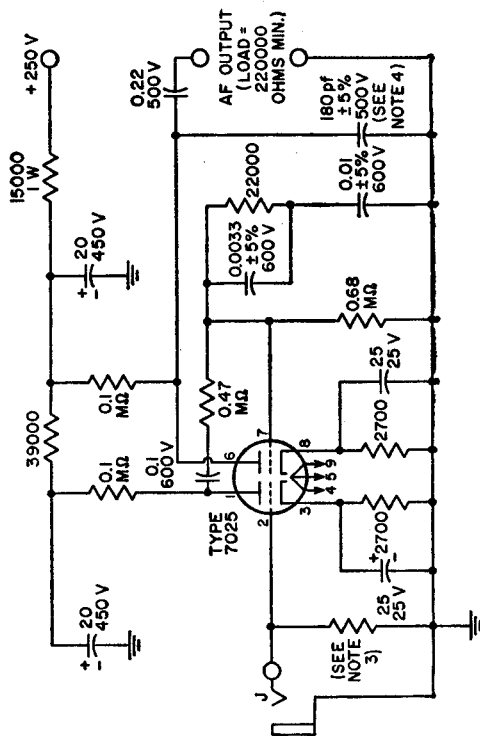 +250 V
15000
1 W
20
450 V
+
-
39000
20
450 V
+
-
0.1
MΩ
0.1
MΩ
0.22
500 V
AF OUTPUT
(LOAD =
220000
OHMS MIN.)
180 pf
±5%
500 V
(SEE
NOTE 4)
22000
0.0033
±5%
600 V
0.01
±5%
600 V
0.47
MΩ
0.68
MΩ
0.1
600 V
TYPE
7025
1
6
2
7
3
4
5
9
8
25
25 V
2700
2700
+
-
25
25 V
(SEE
NOTE
3)
J